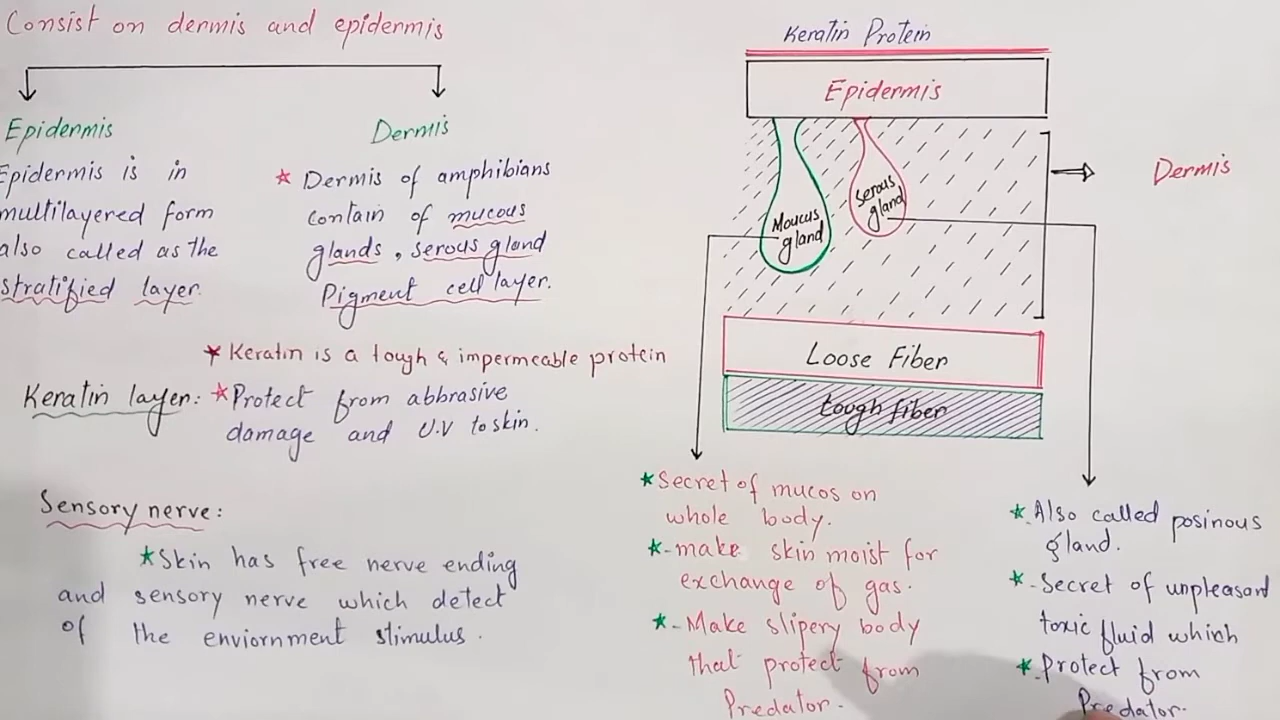 Consist on dermis and epidermis
Epidermis
Epidermis is in
multilayered form
also called as the
stratified layer.
Dermis
* Dermis of amphibians
contain of mucous
glands, serous gland
Pigment cell layer.
* Keratin is a tough & impermeable protein
Keratin layer: * Protect from abbrasive
damage and U.V to skin.
Sensory nerve:
* Skin has free nerve ending
and sensory nerve which detect
of the enviornment stimulus.
Keratin Protein
Epidermis
Moucus
gland
Serous
gland
Dermis
Loose Fiber
tough fiber
* Secret of mucos on
whole body.
*- make skin moist for
exchange of gas.
*- Make slipery body
that protect from
Predator-
* Also called posinous
gland.
*- Secret of unpleasand
toxic fluid which
*- Protect from
Predator-